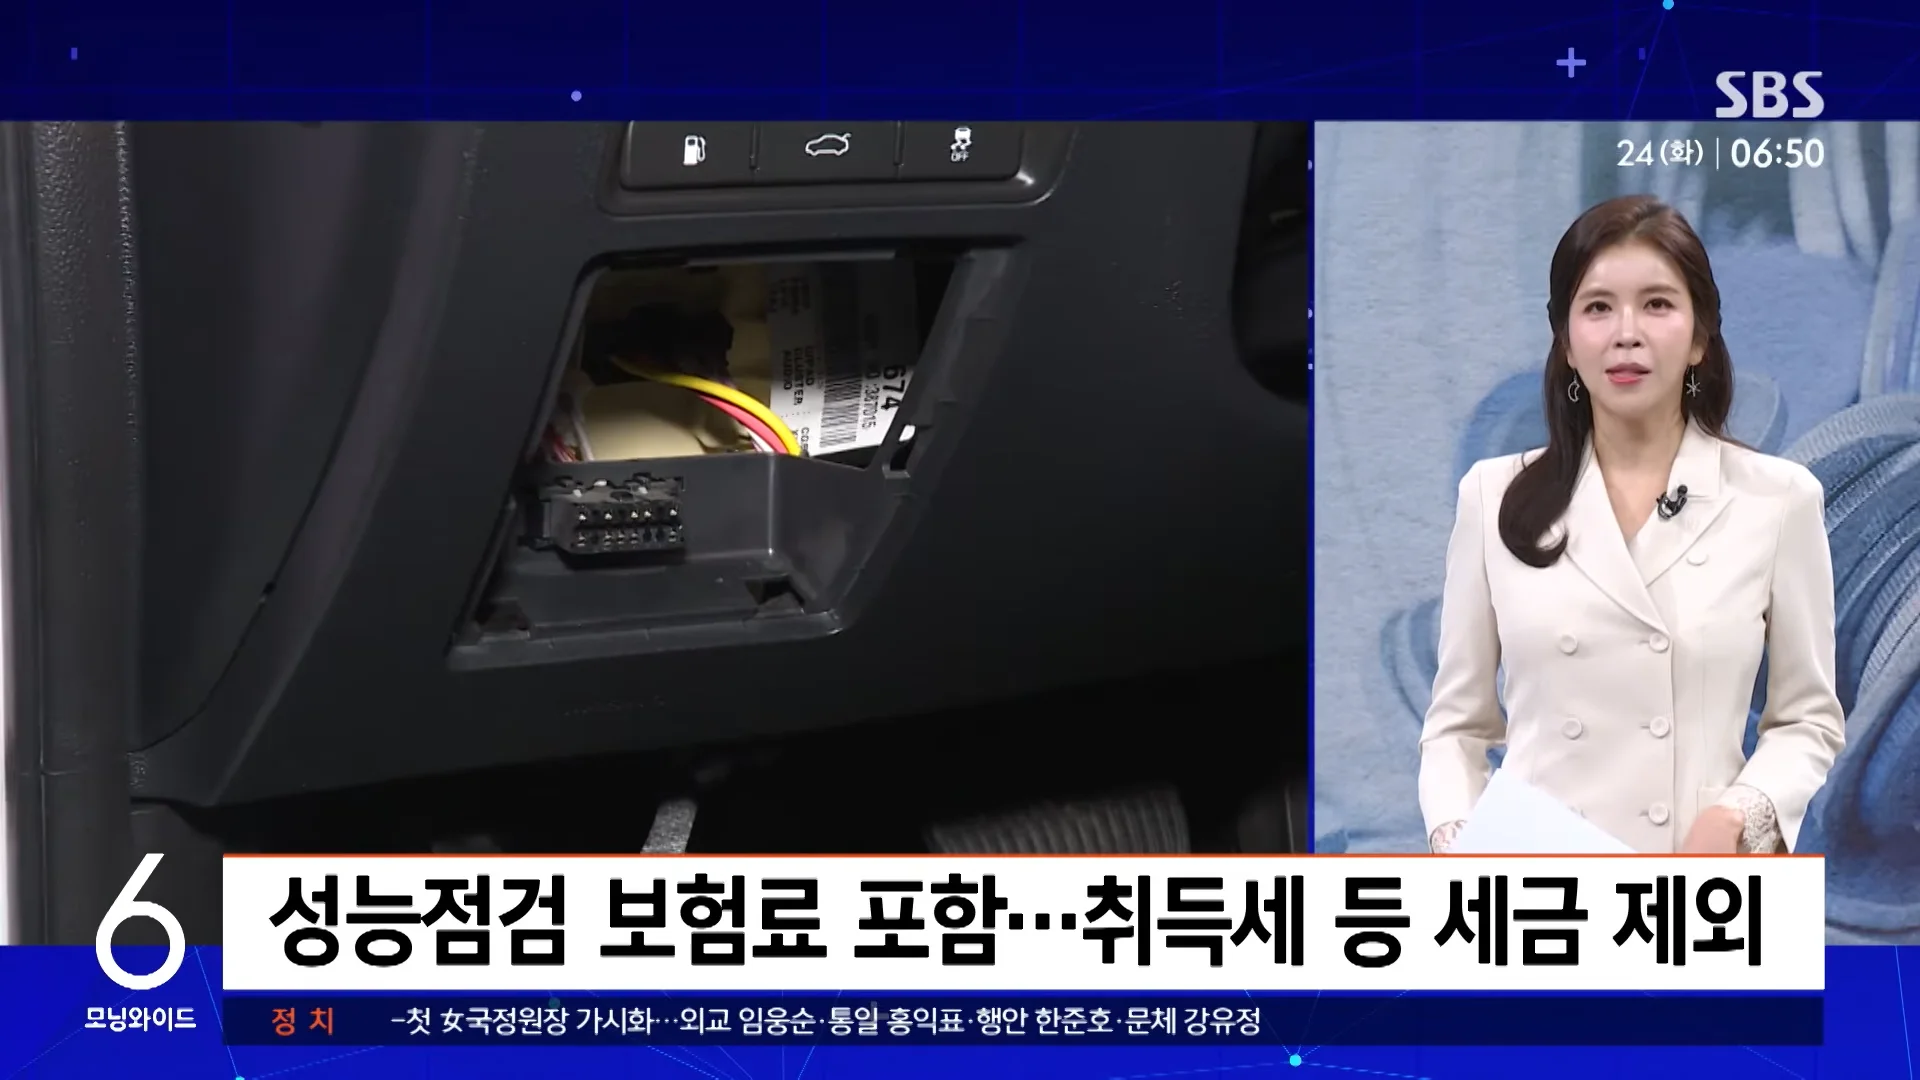 SBS
24(화) | 06:50
OFF
674
성능점검 보험료 포함…취득세 등 세금 제외
6
모닝와이드
정 치 -첫 女국정원장 가시화…외교 임웅순·통일 홍익표·행안 한준호·문체 강유정